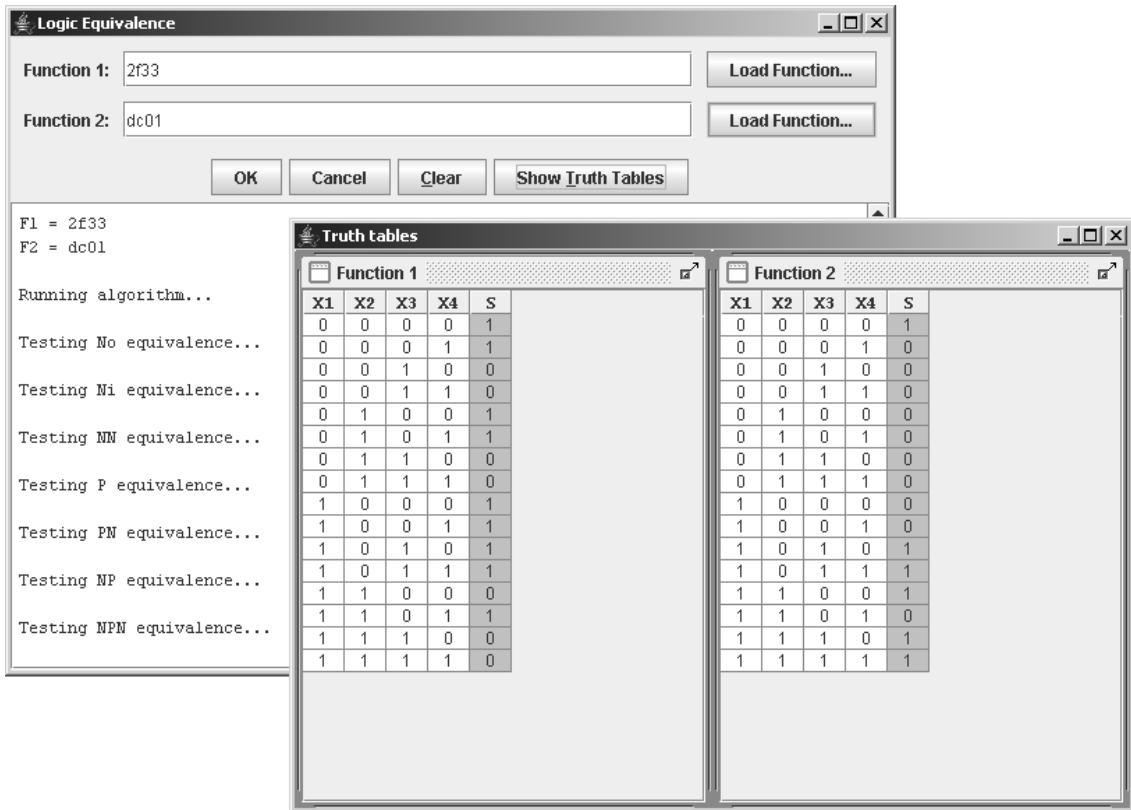 Logic Equivalence
Function 1: 2f33 Load Function...
Function 2: dc01 Load Function...
OK Cancel Clear Show Truth Tables
F1 = 2f33
F2 = dc01
Running algorithm...
Testing No equivalence...
Testing Ni equivalence...
Testing NN equivalence...
Testing P equivalence...
Testing PN equivalence...
Testing NP equivalence...
Testing NPN equivalence...
Truth tables
Function 1
X1 X2 X3 X4 S
0 0 0 0 1
0 0 0 1 1
0 0 1 0 0
0 0 1 1 0
0 1 0 0 1
0 1 0 1 1
0 1 1 0 0
0 1 1 1 0
1 0 0 0 1
1 0 0 1 1
1 0 1 0 1
1 0 1 1 1
1 1 0 0 0
1 1 0 1 1
1 1 1 0 0
1 1 1 1 0
Function 2
X1 X2 X3 X4 S
0 0 0 0 1
0 0 0 1 0
0 0 1 0 0
0 0 1 1 0
0 1 0 0 0
0 1 0 1 0
0 1 1 0 0
0 1 1 1 0
1 0 0 0 0
1 0 0 1 0
1 0 1 0 1
1 0 1 1 1
1 1 0 0 1
1 1 0 1 0
1 1 1 0 1
1 1 1 1 1